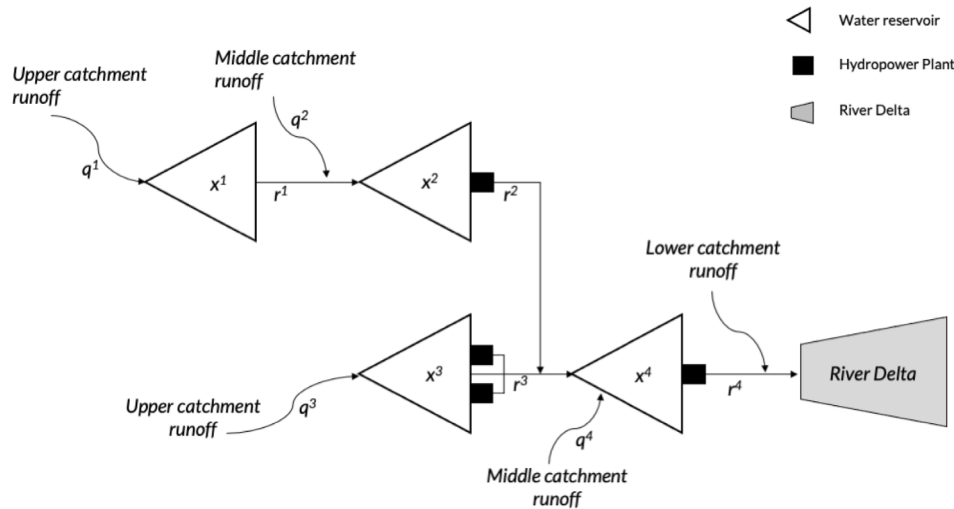 Water reservoir
Hydropower Plant
River Delta
Middle catchment
runoff
Upper catchment
runoff
q²
q¹
x¹
r¹
x²
r²
Lower catchment
runoff
x³
r³
x⁴
r⁴
River Delta
Upper catchment
runoff
q³
q⁴
Middle catchment
runoff